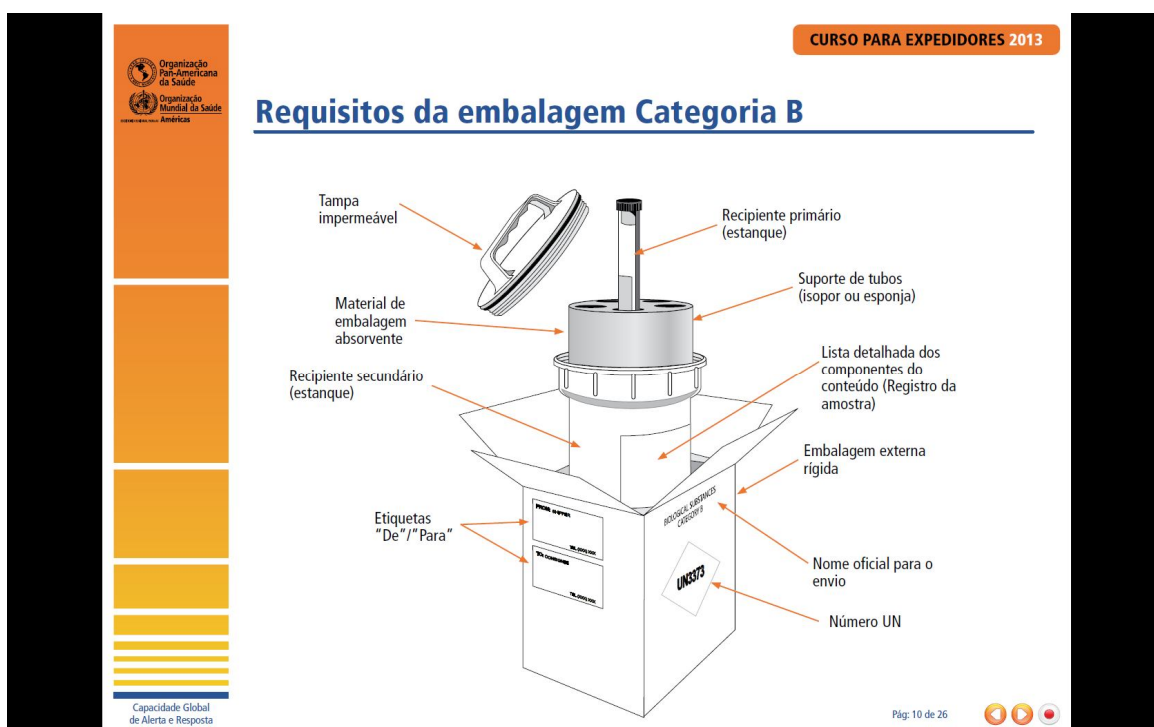 CURSO PARA EXPEDIDORES 2013
Organização
Pan-Americana
da Saúde
Organização
Mundial da Saúde
Américas
Requisitos da embalagem Categoria B
Tampa
impermeável
Recipiente primário
(estanque)
Suporte de tubos
(isopor ou esponja)
Material de
embalagem
absorvente
Lista detalhada dos
componentes do
conteúdo (Registro da
amostra)
Recipiente secundário
(estanque)
Embalagem externa
rígida
Etiquetas
"De"/"Para"
BIOLOGICAL SUBSTANCES
CATEGORY B
Nome oficial para o
envio
UN3373
Número UN
Capacidade Global
de Alerta e Resposta
Pág: 10 de 26